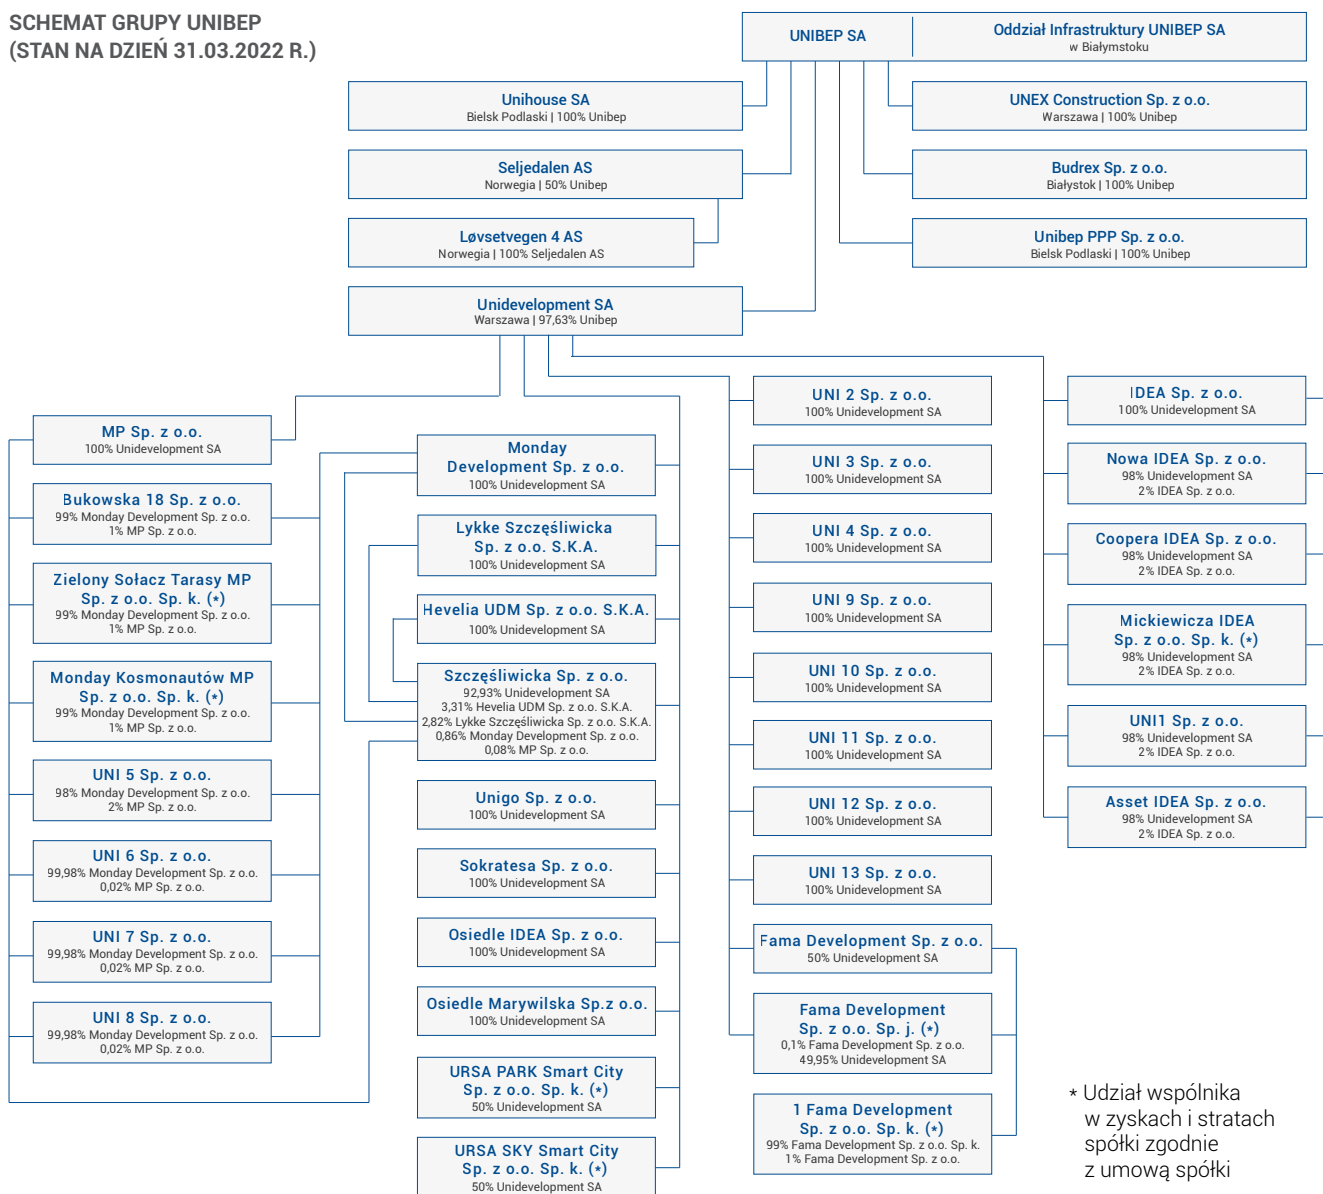 SCHEMAT GRUPY UNIBEP
(STAN NA DZIEŃ 31.03.2022 R.)
UNIBEP SA
Oddział Infrastruktury UNIBEP SA
w Białymstoku
Unihouse SA
Bielsk Podlaski | 100% Unibep
UNEX Construction Sp. z o.o.
Warszawa | 100% Unibep
Seljedalen AS
Norwegia | 50% Unibep
Budrex Sp. z o.o.
Białystok | 100% Unibep
Løvsetvegen 4 AS
Norwegia | 100% Seljedalen AS
Unibep PPP Sp. z o.o.
Bielsk Podlaski | 100% Unibep
Unidevelopment SA
Warszawa | 97,63% Unibep
MP Sp. z o.o.
100% Unidevelopment SA
Bukowska 18 Sp. z o.o.
99% Monday Development Sp. z o.o.
1% MP Sp. z o.o.
Zielony Sołacz Tarasy MP
Sp. z o.o. Sp. k. (*)
99% Monday Development Sp. z o.o.
1% MP Sp. z o.o.
Monday Kosmonautów MP
Sp. z o.o. Sp. k. (*)
99% Monday Development Sp. z o.o.
1% MP Sp. z o.o.
UNI 5 Sp. z o.o.
98% Monday Development Sp. z o.o.
2% MP Sp. z o.o.
UNI 6 Sp. z o.o.
99,98% Monday Development Sp. z o.o.
0,02% MP Sp. z o.o.
UNI 7 Sp. z o.o.
99,98% Monday Development Sp. z o.o.
0,02% MP Sp. z o.o.
UNI 8 Sp. z o.o.
99,98% Monday Development Sp. z o.o.
0,02% MP Sp. z o.o.
Monday
Development Sp. z o.o.
100% Unidevelopment SA
Lykke Szczęśliwicka
Sp. z o.o. S.K.A.
100% Unidevelopment SA
Hevelia UDM Sp. z o.o. S.K.A.
100% Unidevelopment SA
Szczęśliwicka Sp. z o.o.
92,93% Unidevelopment SA
3,31% Hevelia UDM Sp. z o.o. S.K.A.
2,82% Lykke Szczęśliwicka Sp. z o.o. S.K.A.
0,86% Monday Development Sp. z o.o.
0,08% MP Sp. z o.o.
Unigo Sp. z o.o.
100% Unidevelopment SA
Sokratesa Sp. z o.o.
100% Unidevelopment SA
Osiedle IDEA Sp. z o.o.
100% Unidevelopment SA
Osiedle Marywilska Sp.z o.o.
100% Unidevelopment SA
URSA PARK Smart City
Sp. z o.o. Sp. k. (*)
50% Unidevelopment SA
URSA SKY Smart City
Sp. z o.o. Sp. k. (*)
50% Unidevelopment SA
UNI 2 Sp. z o.o.
100% Unidevelopment SA
UNI 3 Sp. z o.o.
100% Unidevelopment SA
UNI 4 Sp. z o.o.
100% Unidevelopment SA
UNI 9 Sp. z o.o.
100% Unidevelopment SA
UNI 10 Sp. z o.o.
100% Unidevelopment SA
UNI 11 Sp. z o.o.
100% Unidevelopment SA
UNI 12 Sp. z o.o.
100% Unidevelopment SA
UNI 13 Sp. z o.o.
100% Unidevelopment SA
Fama Development Sp. z o.o.
50% Unidevelopment SA
Fama Development
Sp. z o.o. Sp. j. (*)
0,1% Fama Development Sp. z o.o.
49,95% Unidevelopment SA
1 Fama Development
Sp. z o.o. Sp. k. (*)
99% Fama Development Sp. z o.o. Sp. k.
1% Fama Development Sp. z o.o.
IDEA Sp. z o.o.
100% Unidevelopment SA
Nowa IDEA Sp. z o.o.
98% Unidevelopment SA
2% IDEA Sp. z o.o.
Coopera IDEA Sp. z o.o.
98% Unidevelopment SA
2% IDEA Sp. z o.o.
Mickiewicza IDEA
Sp. z o.o. Sp. k. (*)
98% Unidevelopment SA
2% IDEA Sp. z o.o.
UNI1 Sp. z o.o.
98% Unidevelopment SA
2% IDEA Sp. z o.o.
Asset IDEA Sp. z o.o.
98% Unidevelopment SA
2% IDEA Sp. z o.o.
* Udział wspólnika
w zyskach i stratach
spółki zgodnie
z umową spółki